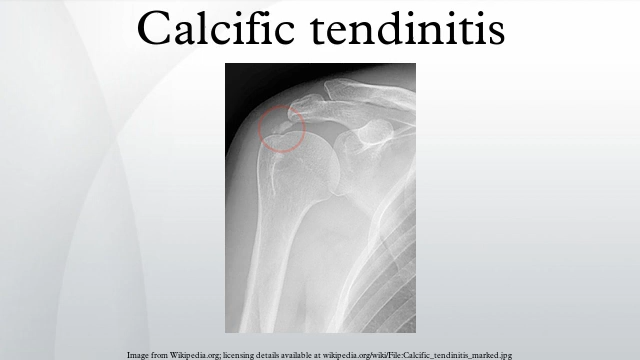 Calcific tendinitis
Image from Wikipedia.org; licensing details available at wikipedia.org/wiki/File:Calcific_tendinitis_marked.jpg